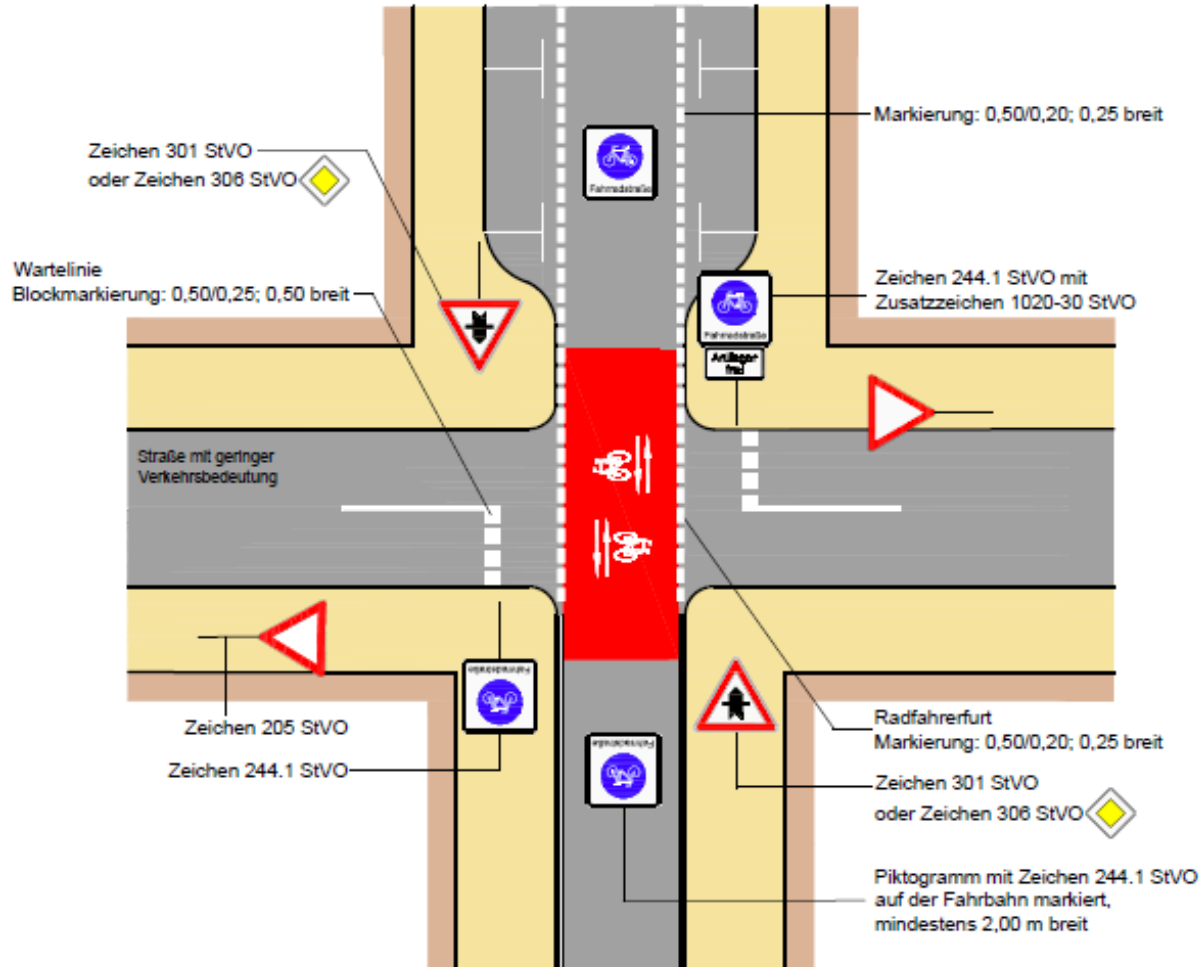 Markierung: 0,50/0,20; 0,25 breit
Zeichen 301 StVO
oder Zeichen 306 StVO
Fahrradstraße
Wartelinie
Blockmarkierung: 0,50/0,25; 0,50 breit
Zeichen 244.1 StVO mit
Zusatzzeichen 1020-30 StVO
Fahrradstraße
Anlieger
frei
Straße mit geringer
Verkehrsbedeutung
Fahrradstraße
Zeichen 205 StVO
Zeichen 244.1 StVO
Radfahrerfurt
Markierung: 0,50/0,20; 0,25 breit
Fahrradstraße
Zeichen 301 StVO
oder Zeichen 306 StVO
Piktogramm mit Zeichen 244.1 StVO
auf der Fahrbahn markiert,
mindestens 2,00 m breit